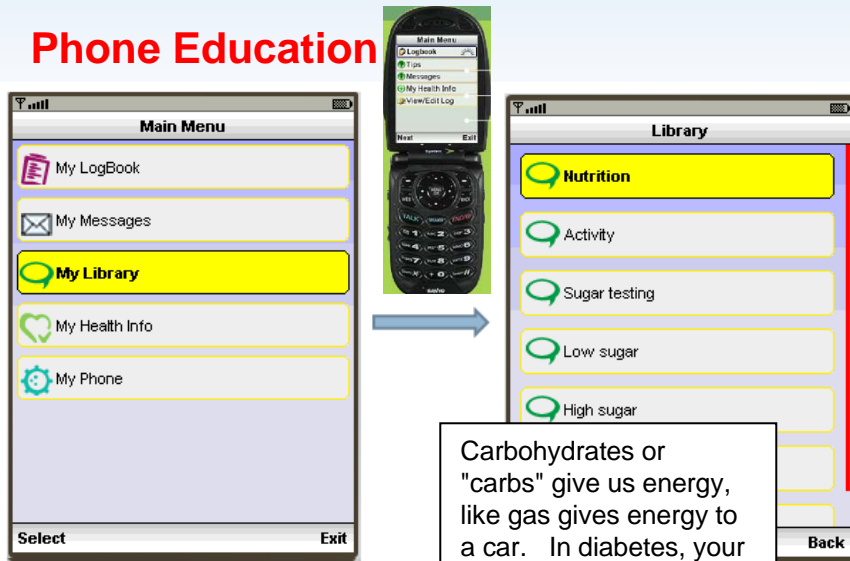 Phone Education
Main Menu
Logbook
Tips
Messages
My Health Info
View/Edit Log
Next Exit
Main Menu
My LogBook
My Messages
My Library
My Health Info
My Phone
Select Exit
Library
Nutrition
Activity
Sugar testing
Low sugar
High sugar
Back
Carbohydrates or
"carbs" give us energy,
like gas gives energy to
a car. In diabetes, your